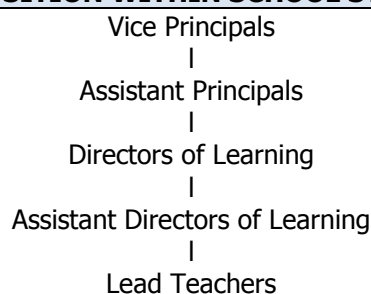 Vice Principals
|
Assistant Principals
|
Directors of Learning
|
Assistant Directors of Learning
|
Lead Teachers